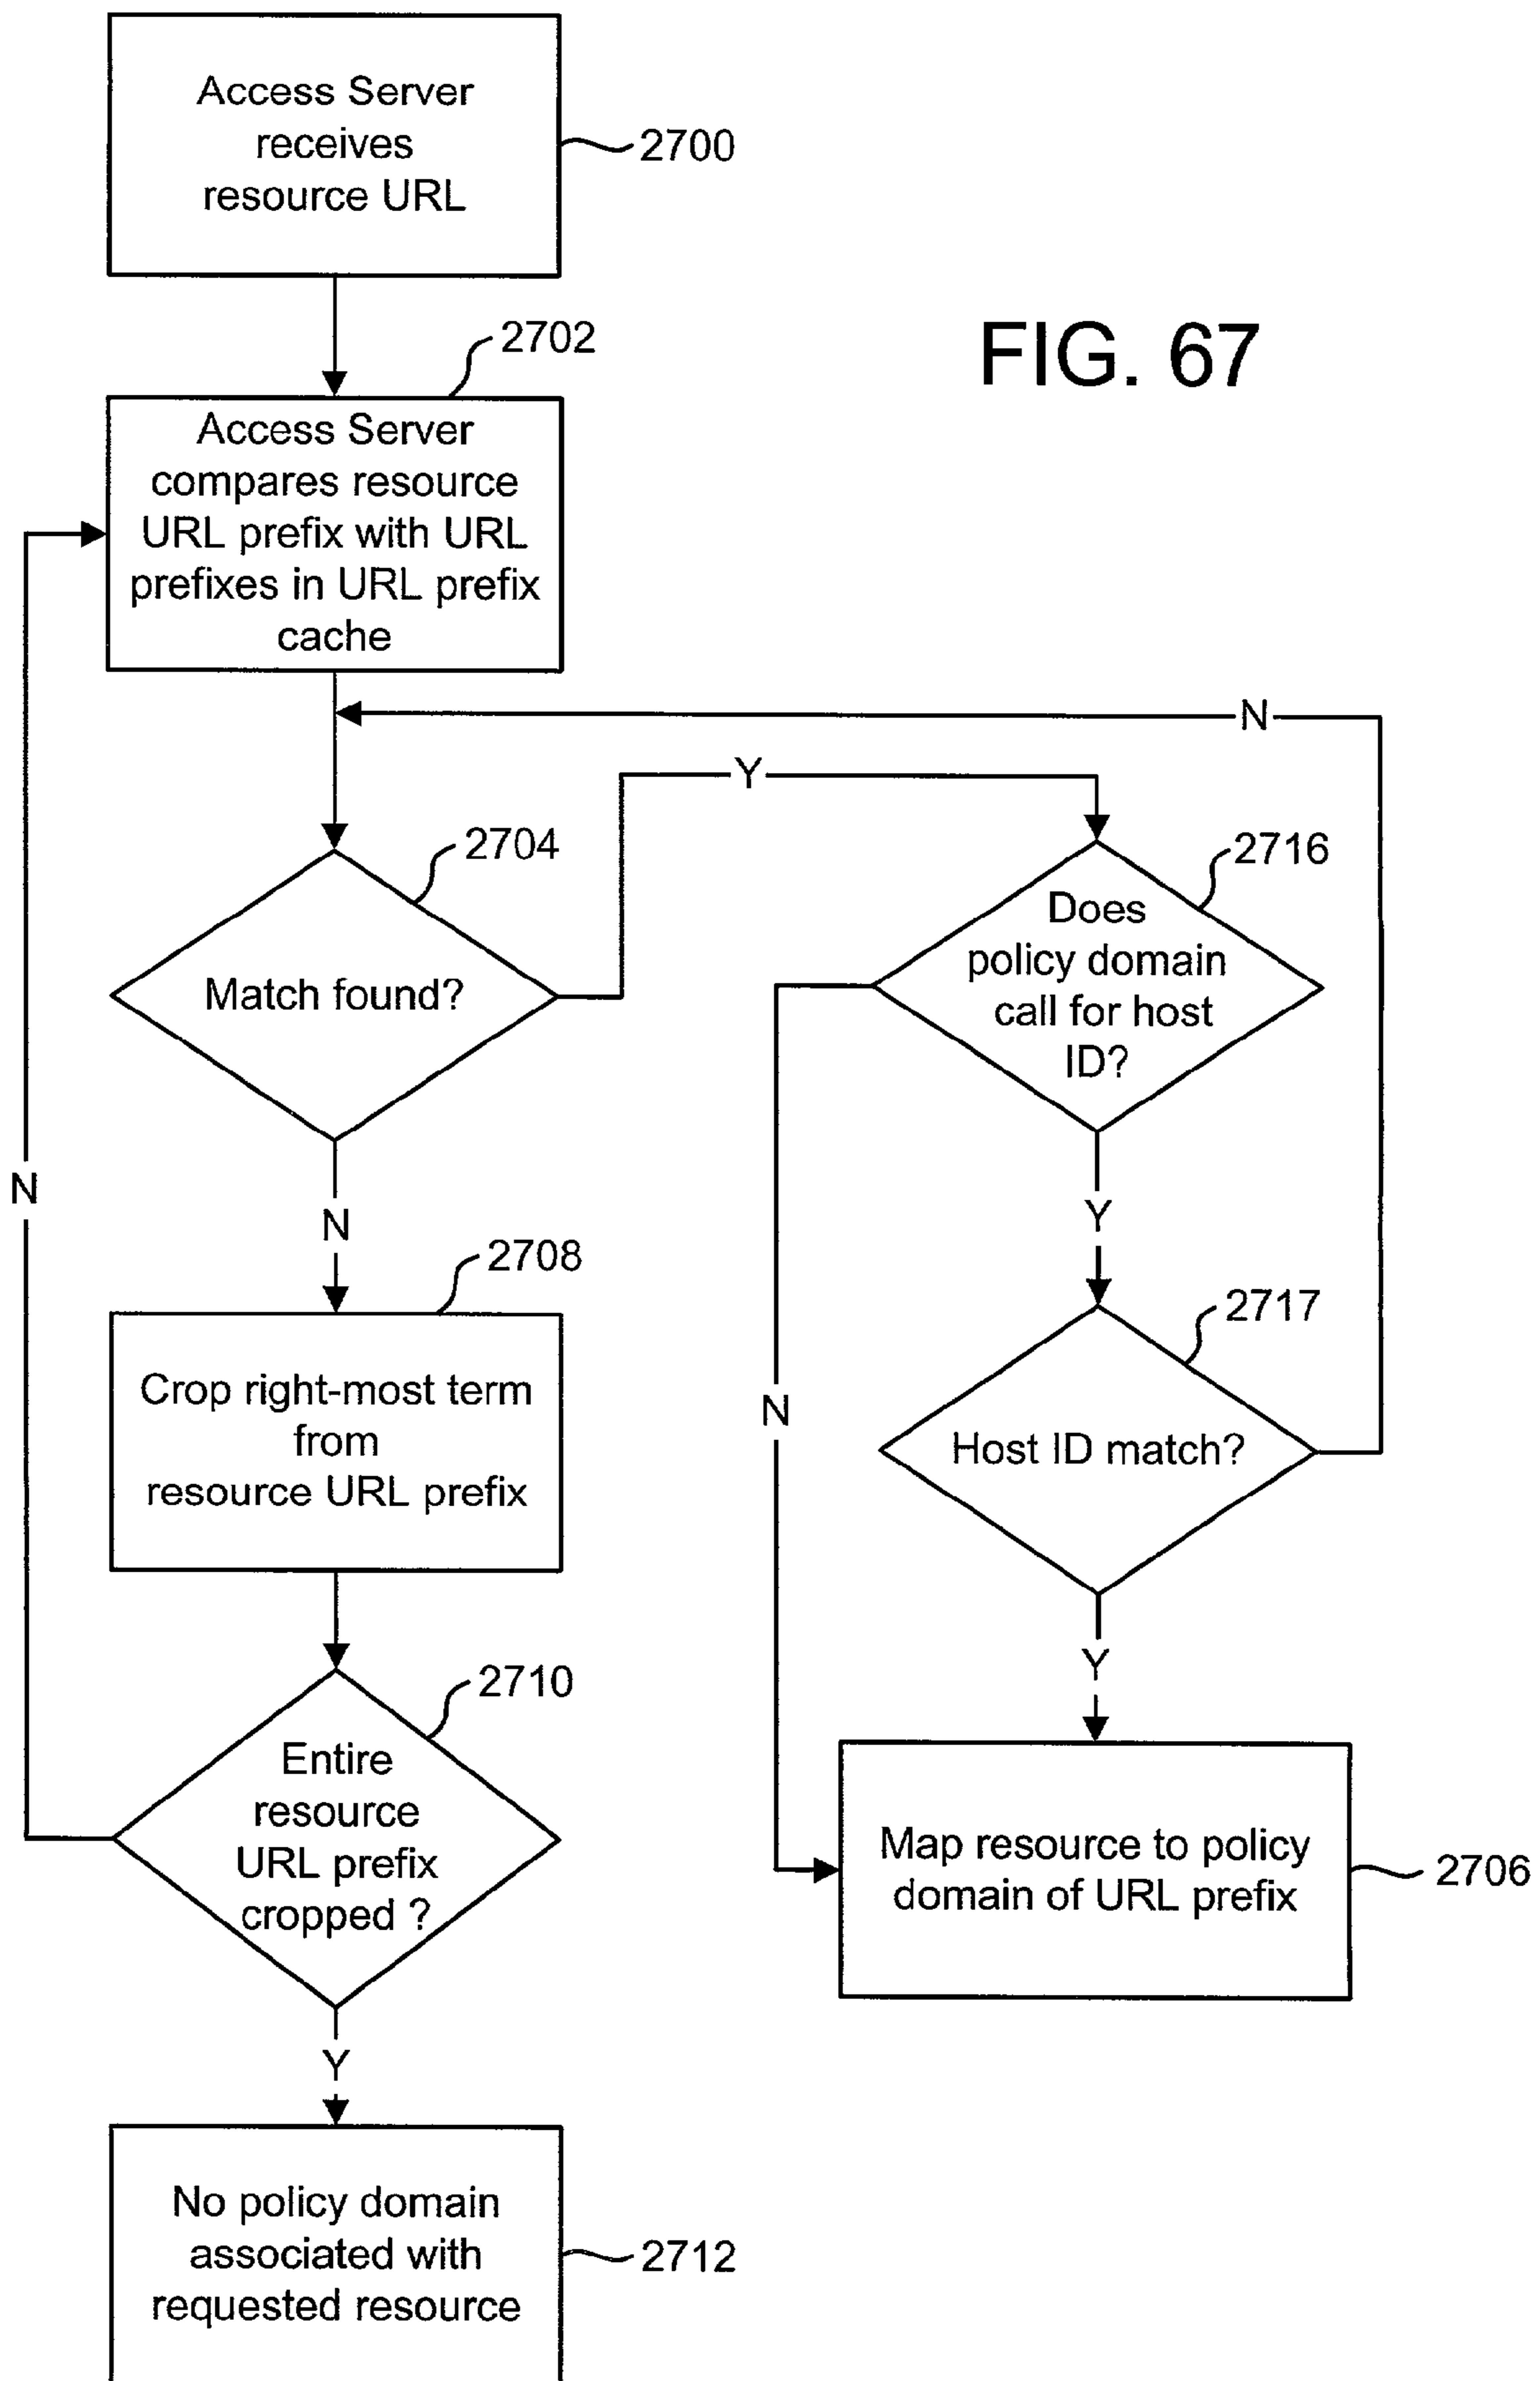 Access Server
receives
resource URL
2700
FIG. 67
2702
Access Server
compares resource
URL prefix with URL
prefixes in URL prefix
cache
N
Y
2704
Match found?
2716
Does
policy domain
call for host
ID?
N
N
Y
2708
Crop right-most term
from
resource URL prefix
2717
Host ID match?
N
Y
2710
Entire
resource
URL prefix
cropped ?
Map resource to policy
domain of URL prefix
2706
Y
No policy domain
associated with
requested resource
2712